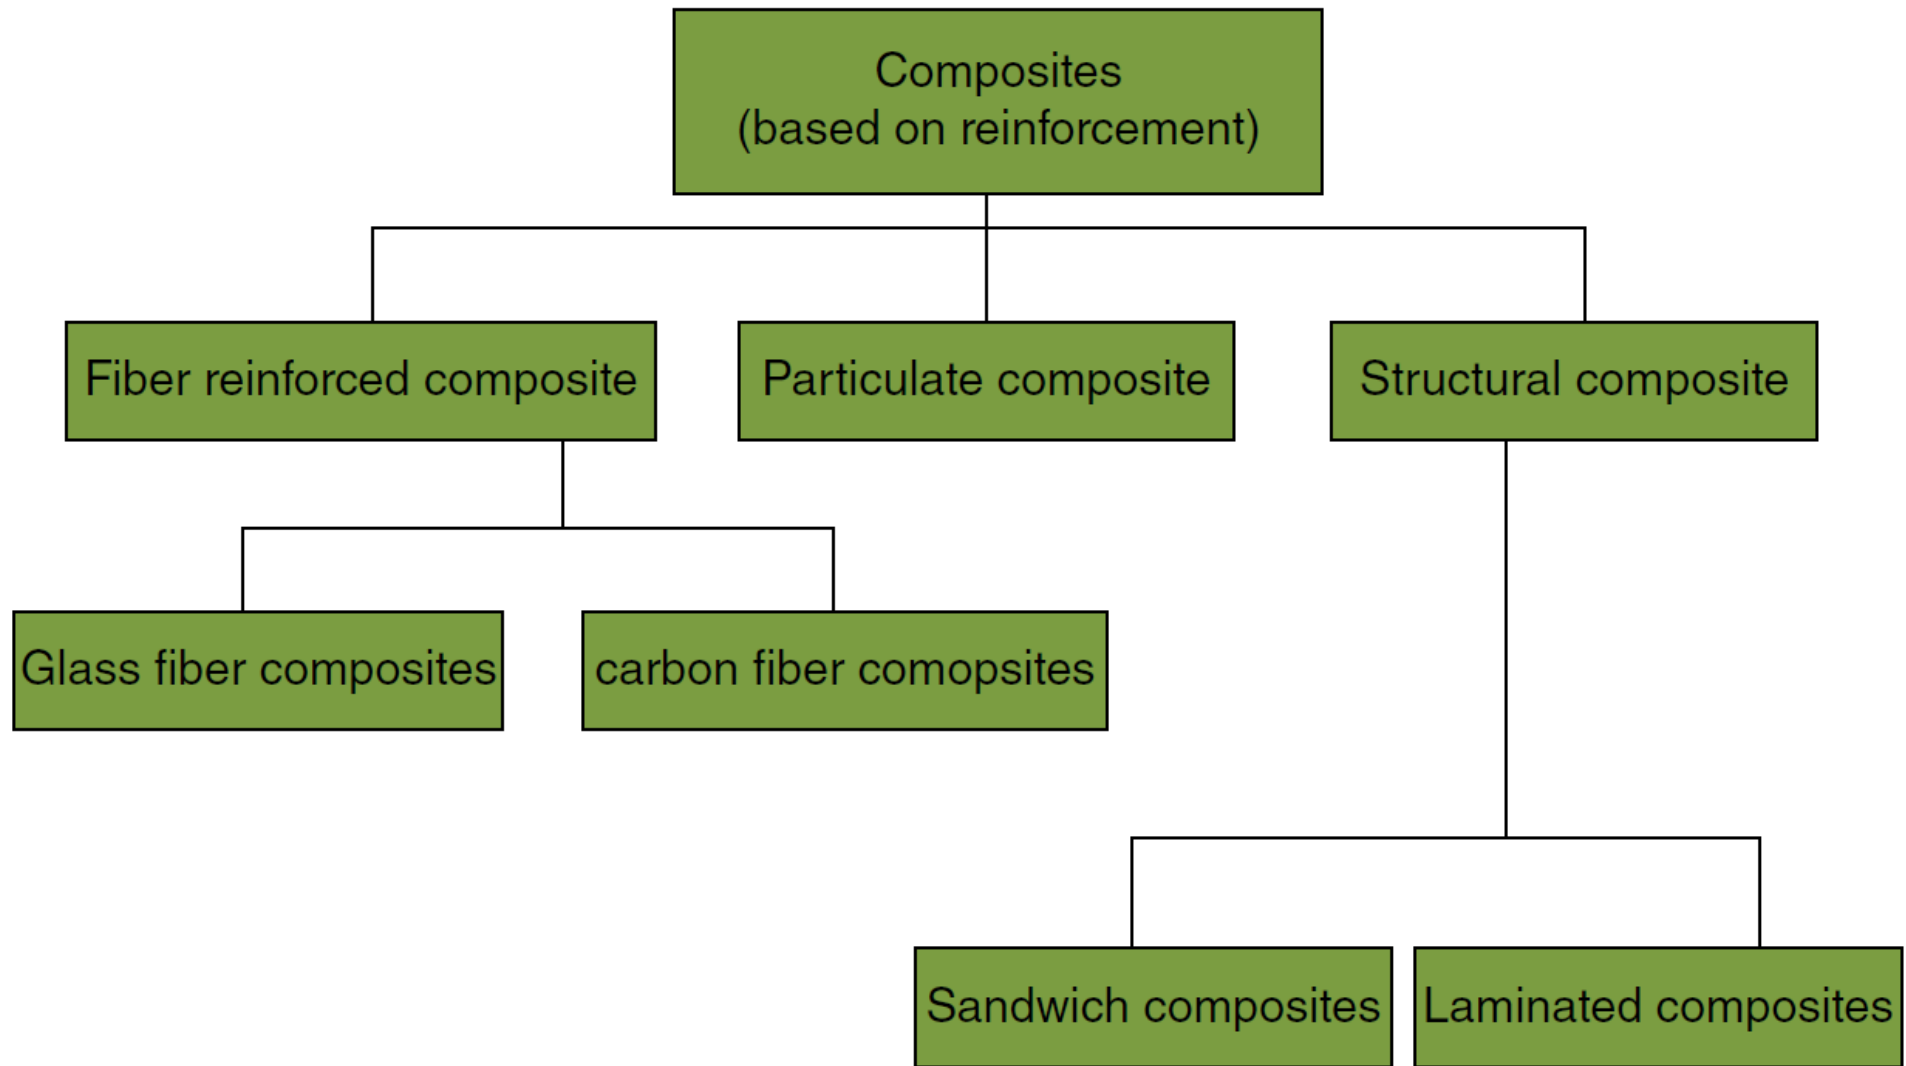 Composites
(based on reinforcement)
Fiber reinforced composite
Particulate composite
Structural composite
Glass fiber composites
carbon fiber comopsites
Sandwich composites
Laminated composites